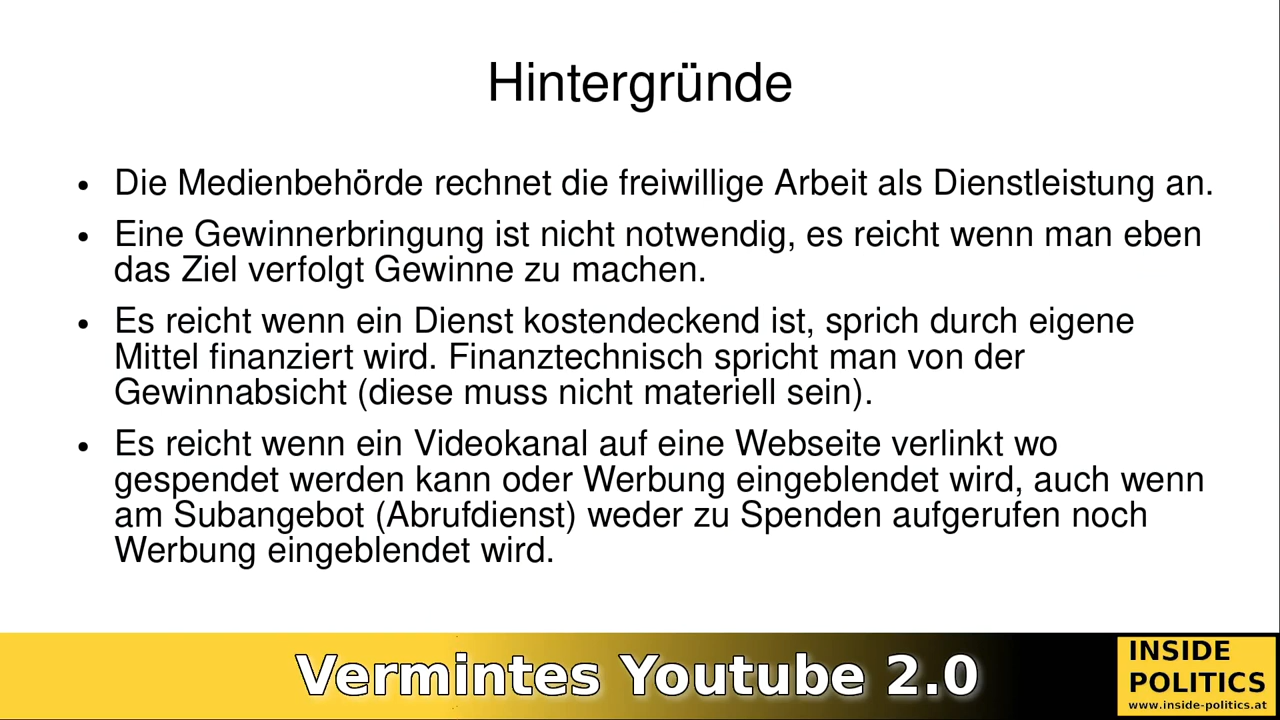 Hintergründe
• Die Medienbehörde rechnet die freiwillige Arbeit als Dienstleistung an.
• Eine Gewinnerbringung ist nicht notwendig, es reicht wenn man eben
das Ziel verfolgt Gewinne zu machen.
• Es reicht wenn ein Dienst kostendeckend ist, sprich durch eigene
Mittel finanziert wird. Finanztechnisch spricht man von der
Gewinnabsicht (diese muss nicht materiell sein).
• Es reicht wenn ein Videokanal auf eine Webseite verlinkt wo
gespendet werden kann oder Werbung eingeblendet wird, auch wenn
am Subangebot (Abrufdienst) weder zu Spenden aufgerufen noch
Werbung eingeblendet wird.
Vermintes Youtube 2.0
INSIDE
POLITICS
www.inside-politics.at